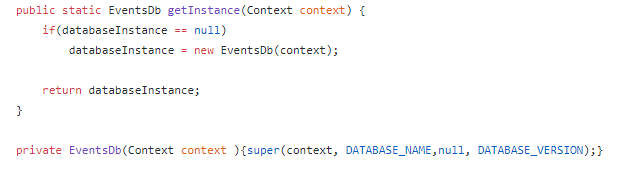 public static EventsDb getInstance(Context context) {
    if(databaseInstance == null)
        databaseInstance = new EventsDb(context);

    return databaseInstance;
}

private EventsDb(Context context ){super(context, DATABASE_NAME,null, DATABASE_VERSION);}